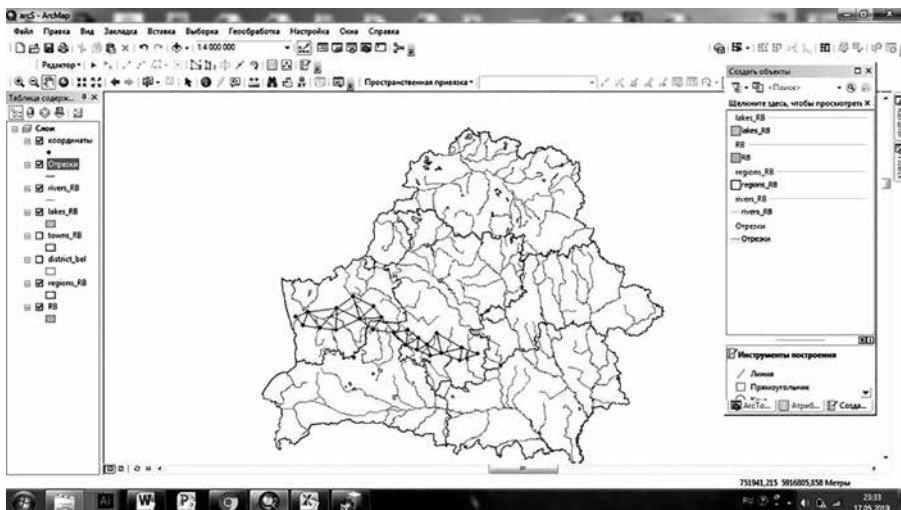 arcS - ArcMap
Файл Правка Вид Закладка Вставка Выборка Геообработка Настройка Окна Справка
1:4 000 000
Редактор
Пространственная привязка
Таблица содерж...
Слои
координаты
Отрезки
rivers_RB
lakes_RB
towns_RB
district_bel
regions_RB
RB
Создать объекты
<Поиск>
Щелкните здесь, чтобы просмотреть
lakes_RB
lakes_RB
RB
RB
regions_RB
regions_RB
rivers_RB
rivers_RB
Отрезки
Отрезки
Инструменты построения
Линия
Прямоугольник
ArcTo... Атриб... Созда...
751941,215 5916805,858 Метры
Ai W P X
RU 23:33
17.05.2019